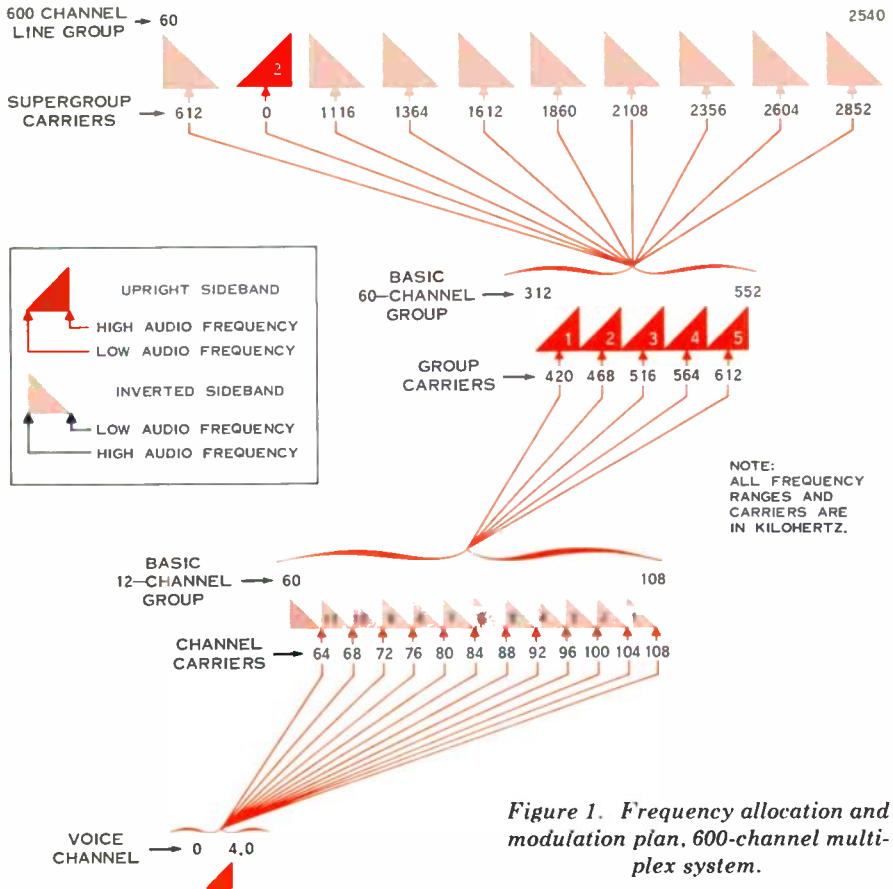 600 CHANNEL
LINE GROUP
60
2540
2
SUPERGROUP
CARRIERS
612 0 1116 1364 1612 1860 2108 2356 2604 2852
UPRIGHT SIDEBAND
HIGH AUDIO FREQUENCY
LOW AUDIO FREQUENCY
INVERTED SIDEBAND
LOW AUDIO FREQUENCY
HIGH AUDIO FREQUENCY
BASIC
60-CHANNEL
GROUP
312
552
1 2 3 4 5
GROUP
CARRIERS
420 468 516 564 612
NOTE:
ALL FREQUENCY
RANGES AND
CARRIERS ARE
IN KILOHERTZ.
BASIC
12-CHANNEL
GROUP
60
108
CHANNEL
CARRIERS
64 68 72 76 80 84 88 92 96 100 104 108
VOICE
CHANNEL
0 4.0
Figure 1. Frequency allocation and
modulation plan, 600-channel multi-
plex system.